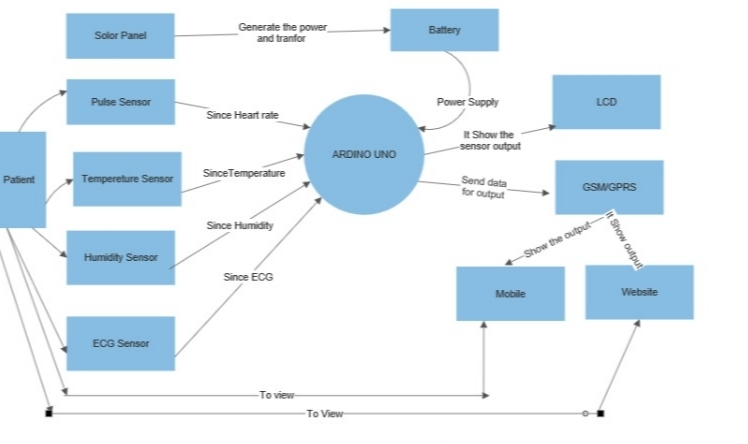 Solor Panel
Generate the power
and tranfor
Battery
Pulse Sensor
Since Heart rate
Power Supply
LCD
ARDINO UNO
It Show the
sensor output
Patient
Tempereture Sensor
SinceTemperature
Send data
for output
GSM/GPRS
Since Humidity
Humidity Sensor
Show the output
It Show output
Since ECG
Mobile
Website
ECG Sensor
To view
To View